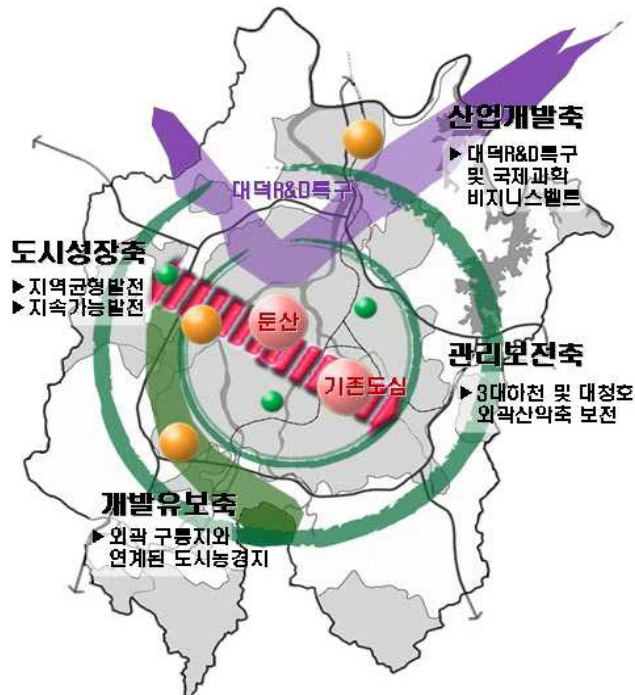 산업개발축
▶ 대덕R&D특구
및 국제과학
비지니스벨트
대덕R&D특구
도시성장축
▶지역균형발전
▶지속가능발전
둔산
기존도심
관리보전축
▶ 3대하천 및 대청호
외곽산악축 보전
개발유보축
▶ 외곽 구릉지와
연계된 도시농경지